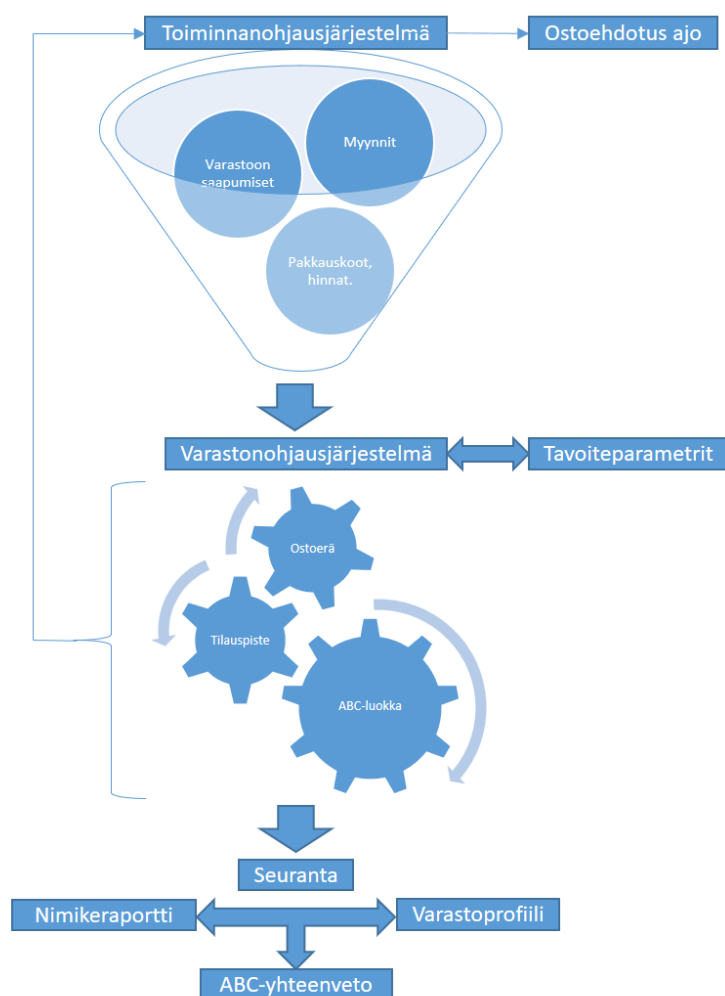 Toiminnanohjausjärjestelmä
Ostoehdotus ajo
Myynnit
Varastoon
saapumiset
Pakkauskoot,
hinnat.
Varastonohjausjärjestelmä
Tavoiteparametrit
Ostoerä
Tilauspiste
ABC-luokka
Seuranta
Nimikeraportti
Varastoprofiili
ABC-yhteenveto